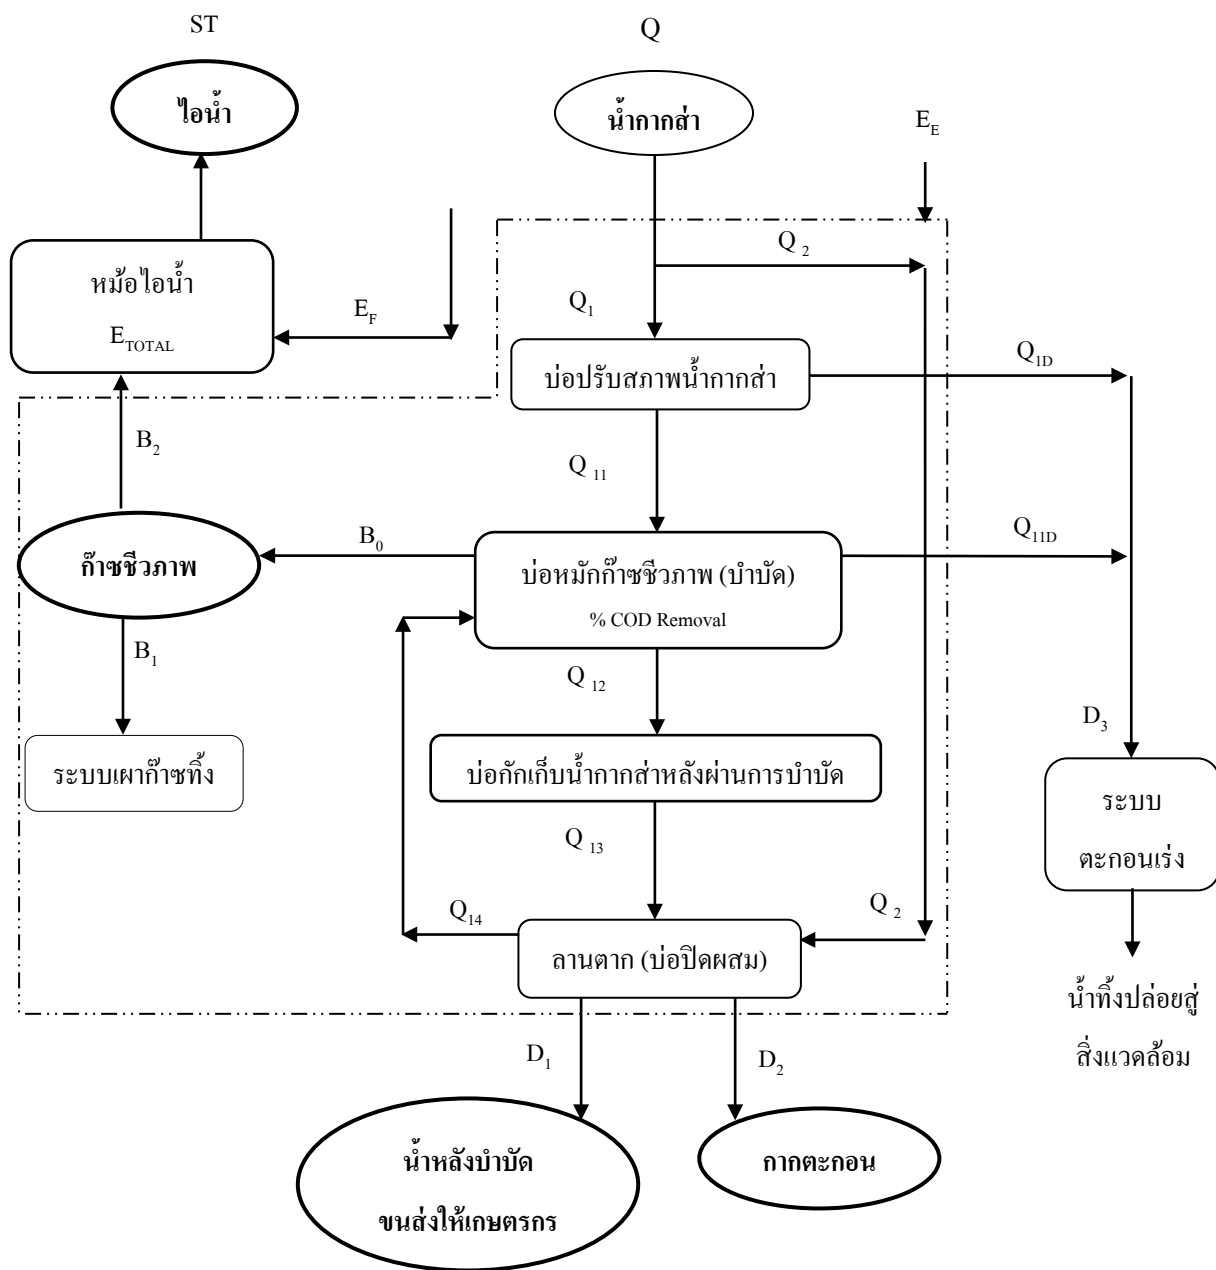 ST
Q
ไอน้ำ
น้ำกากส่า
E_E
Q_2
หม้อไอน้ำ
E_TOTAL
E_F
Q_1
บ่อปรับสภาพน้ำกากส่า
Q_1D
B_2
Q_11
ก๊าซชีวภาพ
B_0
บ่อหมักก๊าซชีวภาพ (บำบัด)
% COD Removal
Q_11D
B_1
Q_12
D_3
ระบบเผาก๊าซทิ้ง
บ่อกักเก็บน้ำกากส่าหลังผ่านการบำบัด
ระบบ
ตะกอนเร่ง
Q_13
Q_14
Q_2
ลานตาก (บ่อปิดผสม)
น้ำทิ้งปล่อยสู่
สิ่งแวดล้อม
D_1
D_2
น้ำหลังบำบัด
ขนส่งให้เกษตรกร
กากตะกอน